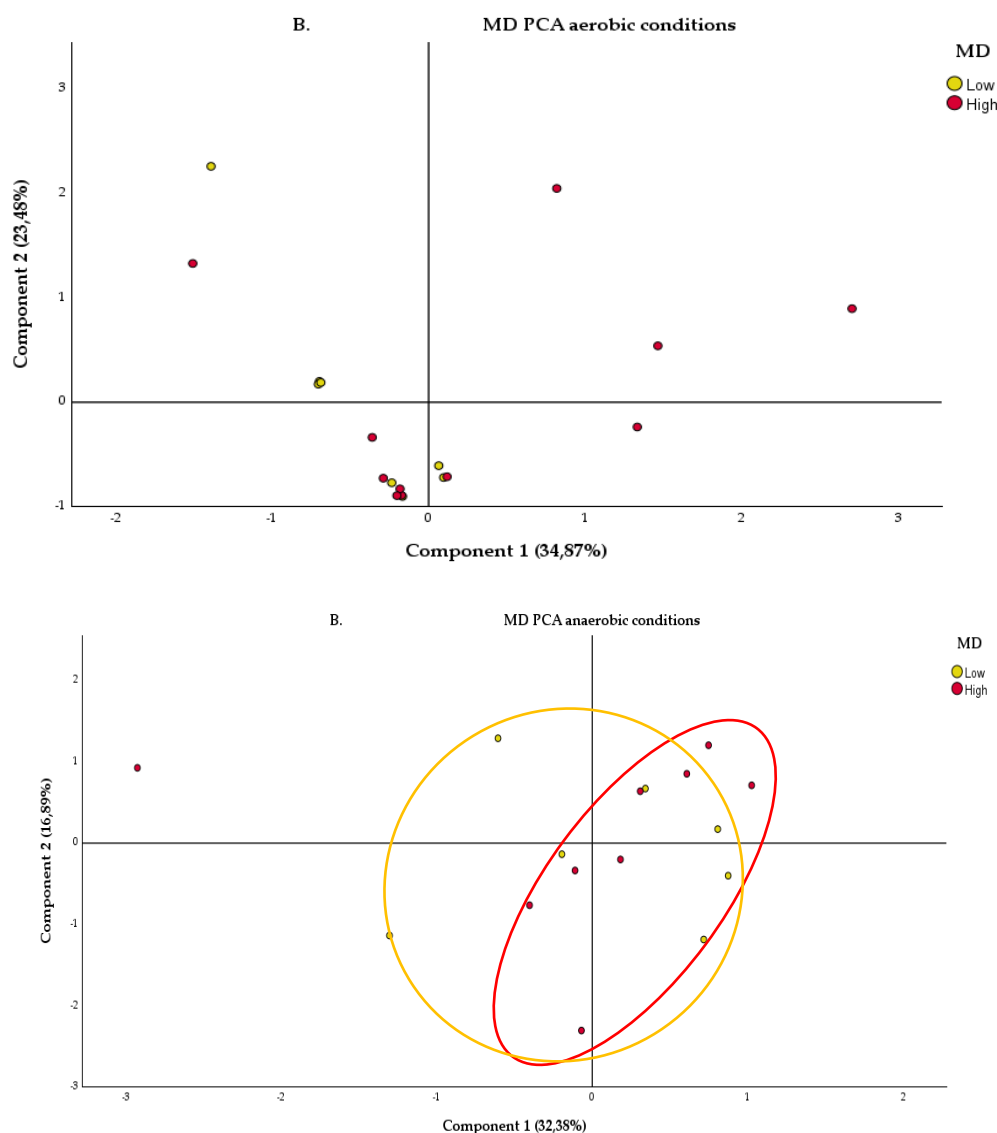 B. MD PCA aerobic conditions
MD
Low
High
3
2
1
0
-1
Component 2 (23,48%)
-2 -1 0 1 2 3
Component 1 (34,87%)
B. MD PCA anaerobic conditions
MD
Low
High
2
1
0
-1
-2
-3
Component 2 (16,89%)
-3 -1 0 1 2
Component 1 (32,38%)